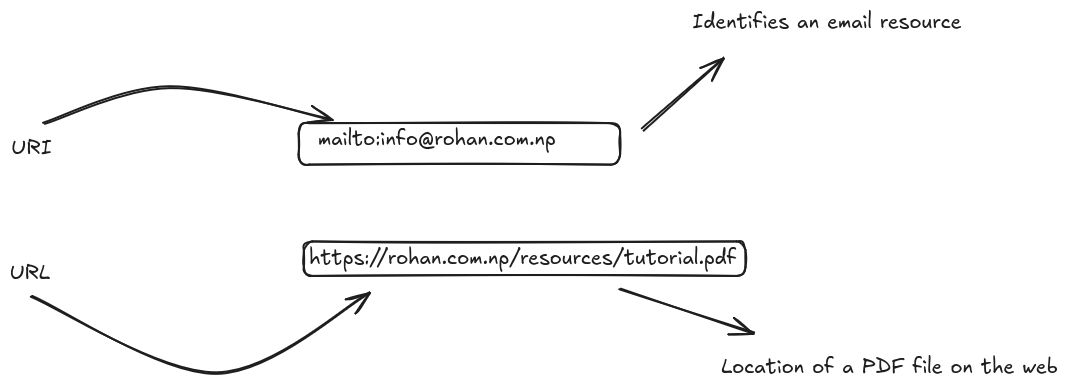 Identifies an email resource
URI
mailto:info@rohan.com.np
URL
https://rohan.com.np/resources/tutorial.pdf
Location of a PDF file on the web